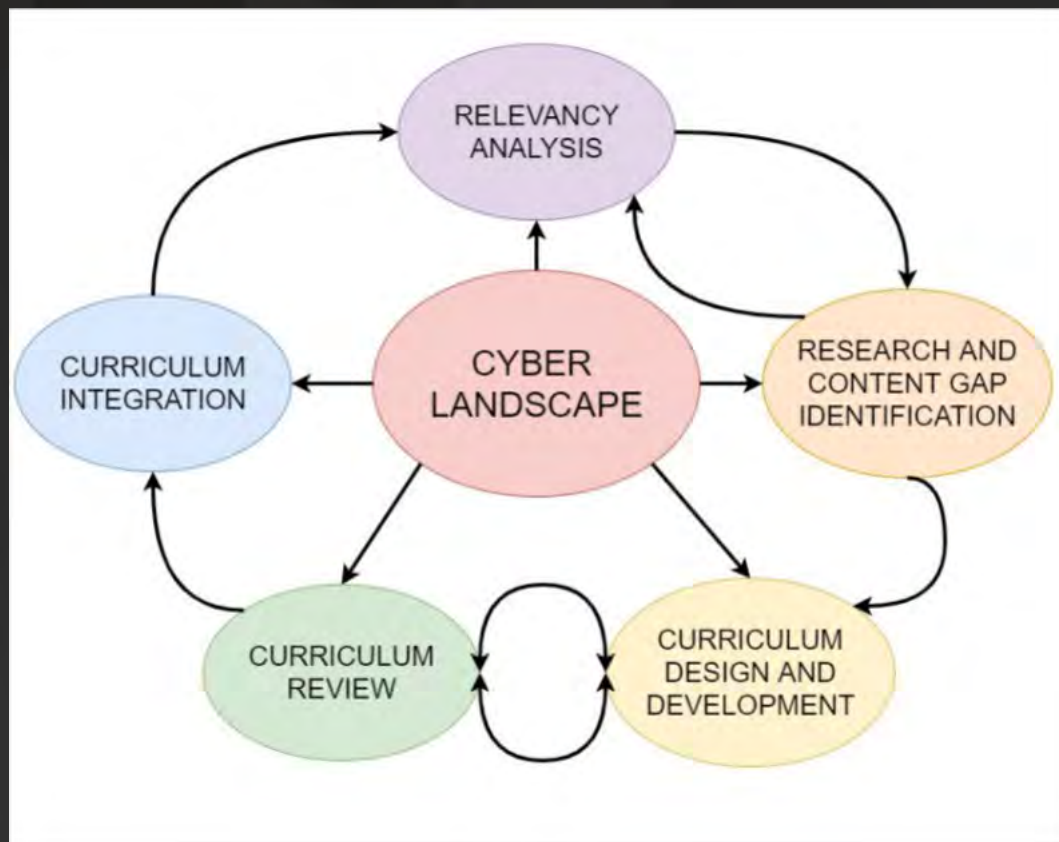 RELEVANCY
ANALYSIS
CYBER
LANDSCAPE
RESEARCH AND
CONTENT GAP
IDENTIFICATION
CURRICULUM
INTEGRATION
CURRICULUM
REVIEW
CURRICULUM
DESIGN AND
DEVELOPMENT